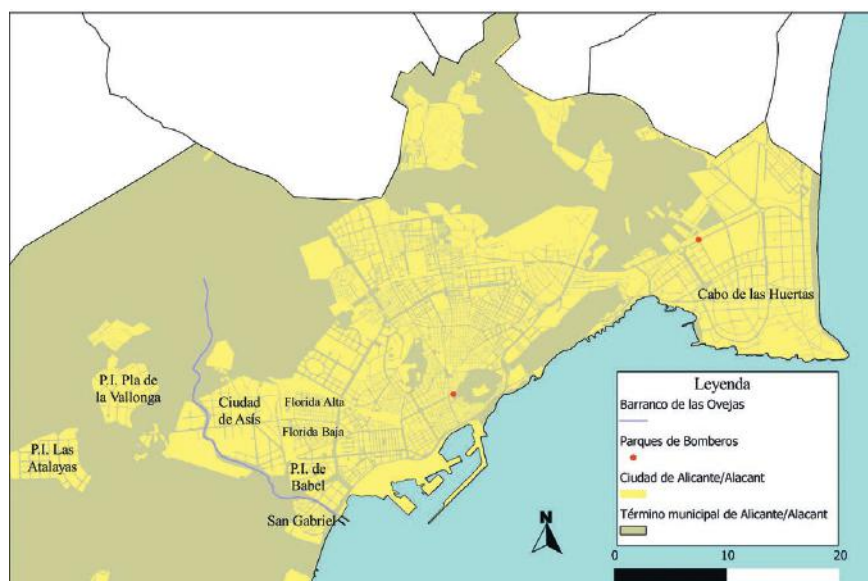 Cabo de las Huertas
P.I. Pla de
la Vallonga
Ciudad
de Asís
Florida Alta
Florida Baja
P.I. Las
Atalayas
P.I. de
Babel
San Gabriel
Leyenda
Barranco de las Ovejas
Parques de Bomberos
Ciudad de Alicante/Alacant
Término municipal de Alicante/Alacant
N
0 10 20